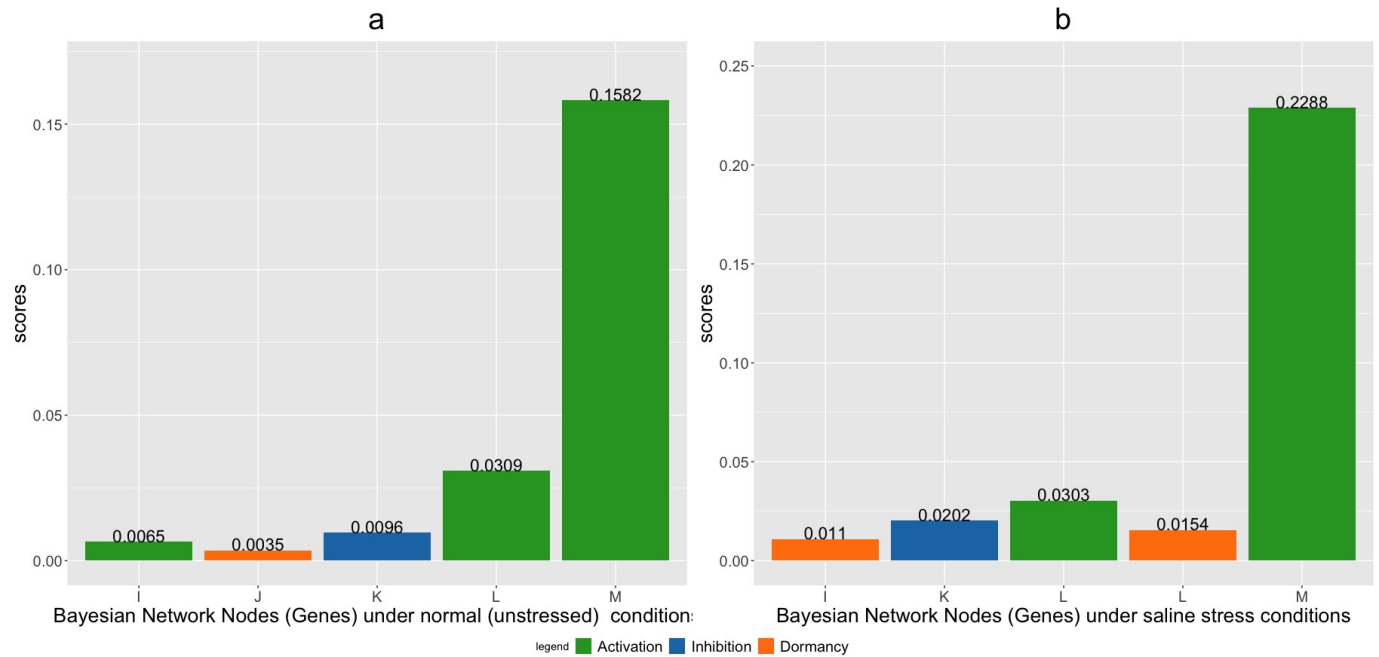 a
scores
0.15
0.10
0.05
0.00
0.0065
0.0035
0.0096
0.0309
0.1582
I J K L M
Bayesian Network Nodes (Genes) under normal (unstressed) conditions
b
scores
0.25
0.20
0.15
0.10
0.05
0.00
0.011
0.0202
0.0303
0.0154
0.2288
I K L L M
Bayesian Network Nodes (Genes) under saline stress conditions
legend Activation Inhibition Dormancy